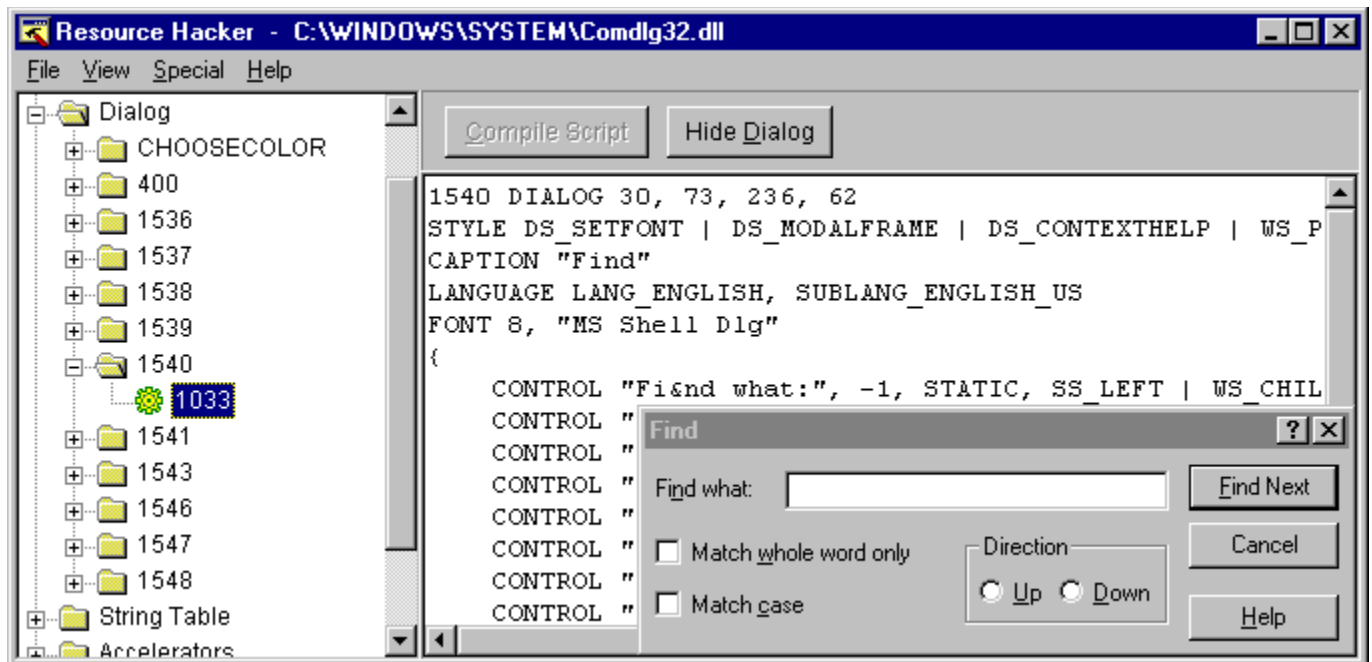 Resource Hacker - C:\WINDOWS\SYSTEM\Comdlg32.dll
File View Special Help
Dialog
CHOOSECOLOR
400
1536
1537
1538
1539
1540
1033
1541
1543
1546
1547
1548
String Table
Accelerators
Compile Script Hide Dialog
1540 DIALOG 30, 73, 236, 62
STYLE DS_SETFONT | DS_MODALFRAME | DS_CONTEXTHELP | WS_P
CAPTION "Find"
LANGUAGE LANG_ENGLISH, SUBLANG_ENGLISH_US
FONT 8, "MS Shell Dlg"
{
CONTROL "Fi&nd what:", -1, STATIC, SS_LEFT | WS_CHIL
CONTROL "
CONTROL "
CONTROL "
CONTROL "
CONTROL "
CONTROL "
CONTROL "
Find
Find what:
Find Next
Match whole word only
Direction
Cancel
Match case
Up Down
Help